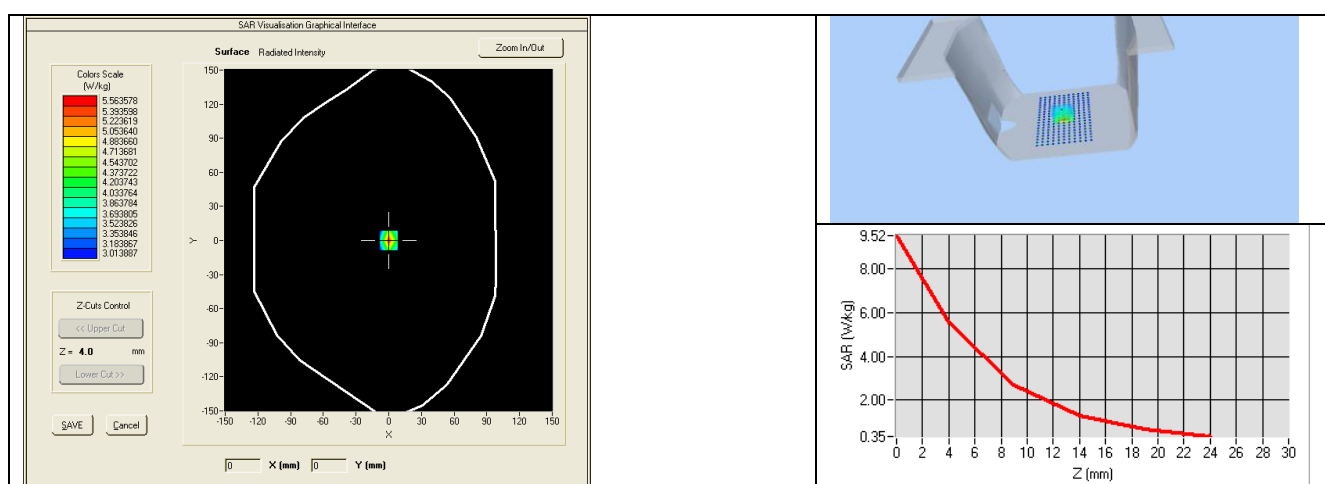 SAR Visualisation Graphical Interface
Surface Radiated Intensity
Zoom In/Out
Colors Scale
(W/kg)
5.563578
5.393598
5.223619
5.053640
4.883660
4.713681
4.543702
4.373722
4.203743
4.033764
3.863784
3.693805
3.523826
3.353846
3.183867
3.013887
Z-Cuts Control
<< Upper Cut
Z = 4.0 mm
Lower Cut >>
SAVE Cancel
150-
120-
90-
60-
30-
0-
-30-
-60-
-90-
-120-
-150-
Y
-150 -120 -90 -60 -30 0 30 60 90 120 150
X
0 X (mm) 0 Y (mm)
9.52-
8.00-
6.00-
4.00-
2.00-
0.35-
SAR (W/kg)
0 2 4 6 8 10 12 14 16 18 20 22 24 26 28 30
Z (mm)